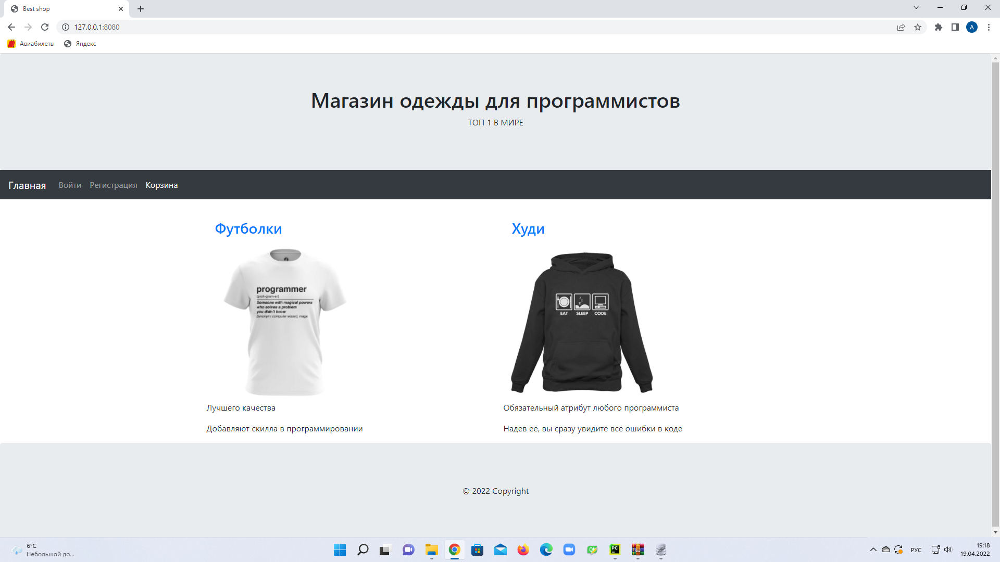 Best shop
127.0.0.1:8080
A
Авиабилеты
Яндекс
Магазин одежды для программистов
ТОП 1 В МИРЕ
Главная Войти Регистрация Корзина
Футболки
programmer
[proh-gram-er]
Someone with magical powers
who solves a problem
you didn't know
Synonym: computer wizard, mage
Лучшего качества
Добавляют скилла в программировании
Худи
EAT SLEEP CODE
Обязательный атрибут любого программиста
Надев ее, вы сразу увидите все ошибки в коде
© 2022 Copyright
6°C
Небольшой до...
РУС
19:18
19.04.2022